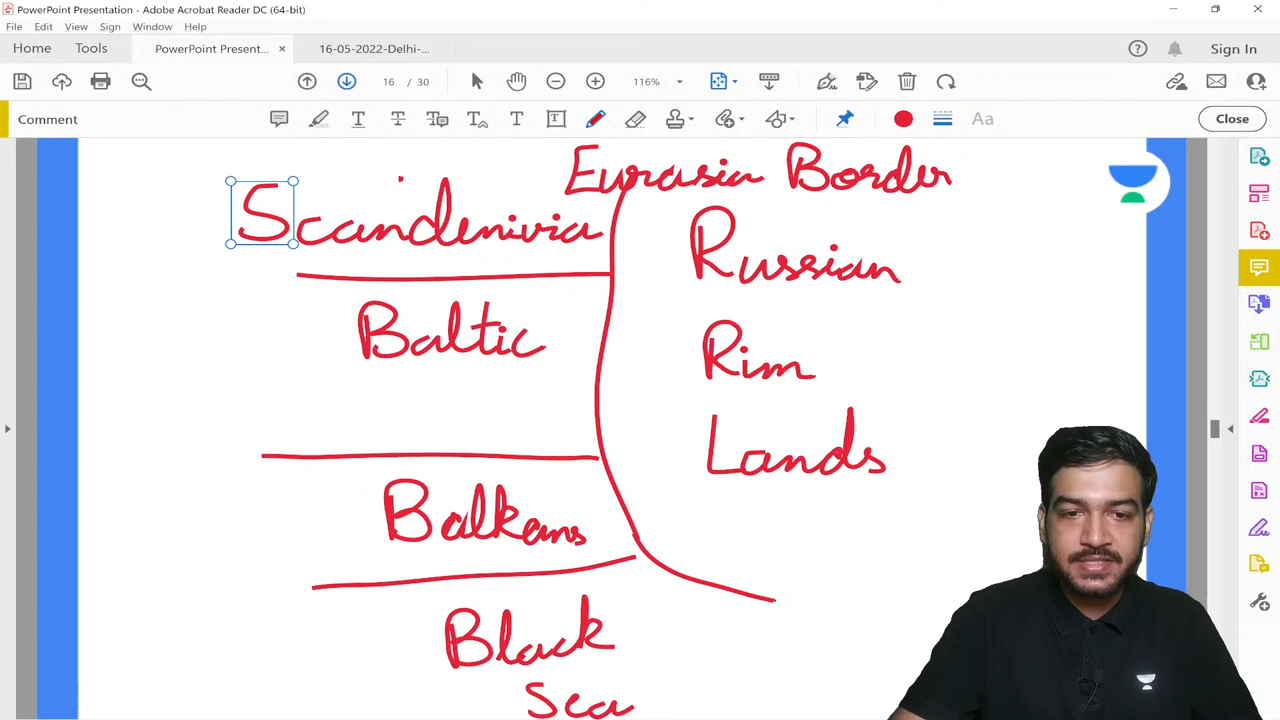 PowerPoint Presentation - Adobe Acrobat Reader DC (64-bit)
File Edit View Sign Window Help
Home Tools PowerPoint Present... × 16-05-2022-Delhi-... Sign In
16 / 30 116%
Comment Aa Close
Eurasia Border
Scandenivia
Russian
Baltic
Rim
Lands
Balkans
Black
Sea